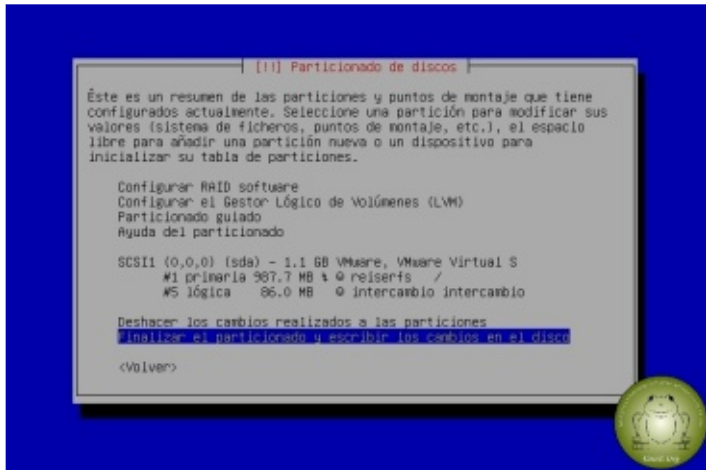 [!!] Particionado de discos
Éste es un resumen de las particiones y puntos de montaje que tiene
configurados actualmente. Seleccione una partición para modificar sus
valores (sistema de ficheros, puntos de montaje, etc.), el espacio
libre para añadir una partición nueva o un dispositivo para
inicializar su tabla de particiones.
Configurar RAID software
Configurar el Gestor Lógico de Volúmenes (LVM)
Particionado guiado
Ayuda del particionado
SCSI1 (0,0,0) (sda) - 1.1 GB VMware, VMware Virtual S
#1 primaria 987.7 MB reiserfs /
#5 lógica 86.0 MB intercambio intercambio
Deshacer los cambios realizados a las particiones
Finalizar el particionado y escribir los cambios en el disco
<Volver>